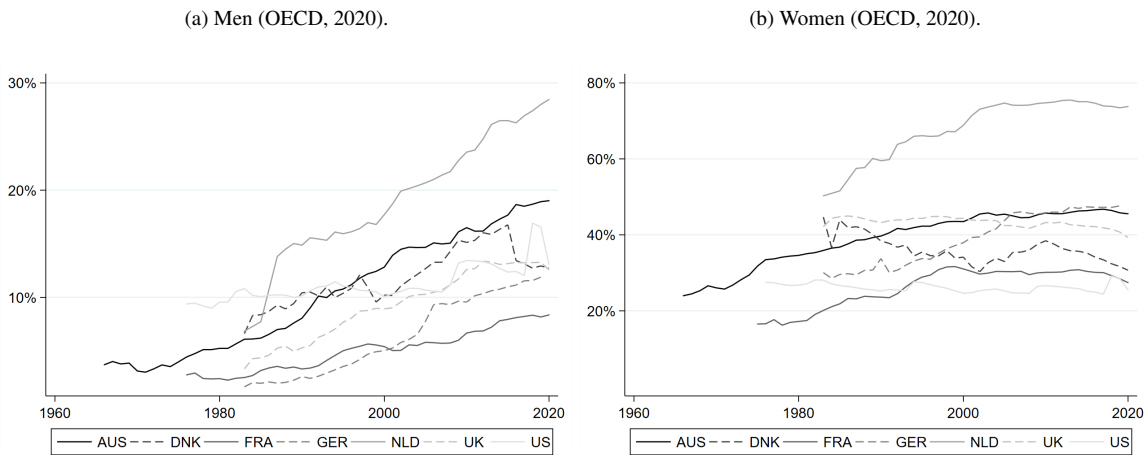 (a) Men (OECD, 2020).
30%
20%
10%
1960 1980 2000 2020
AUS DNK FRA GER NLD UK US
(b) Women (OECD, 2020).
80%
60%
40%
20%
1960 1980 2000 2020
AUS DNK FRA GER NLD UK US